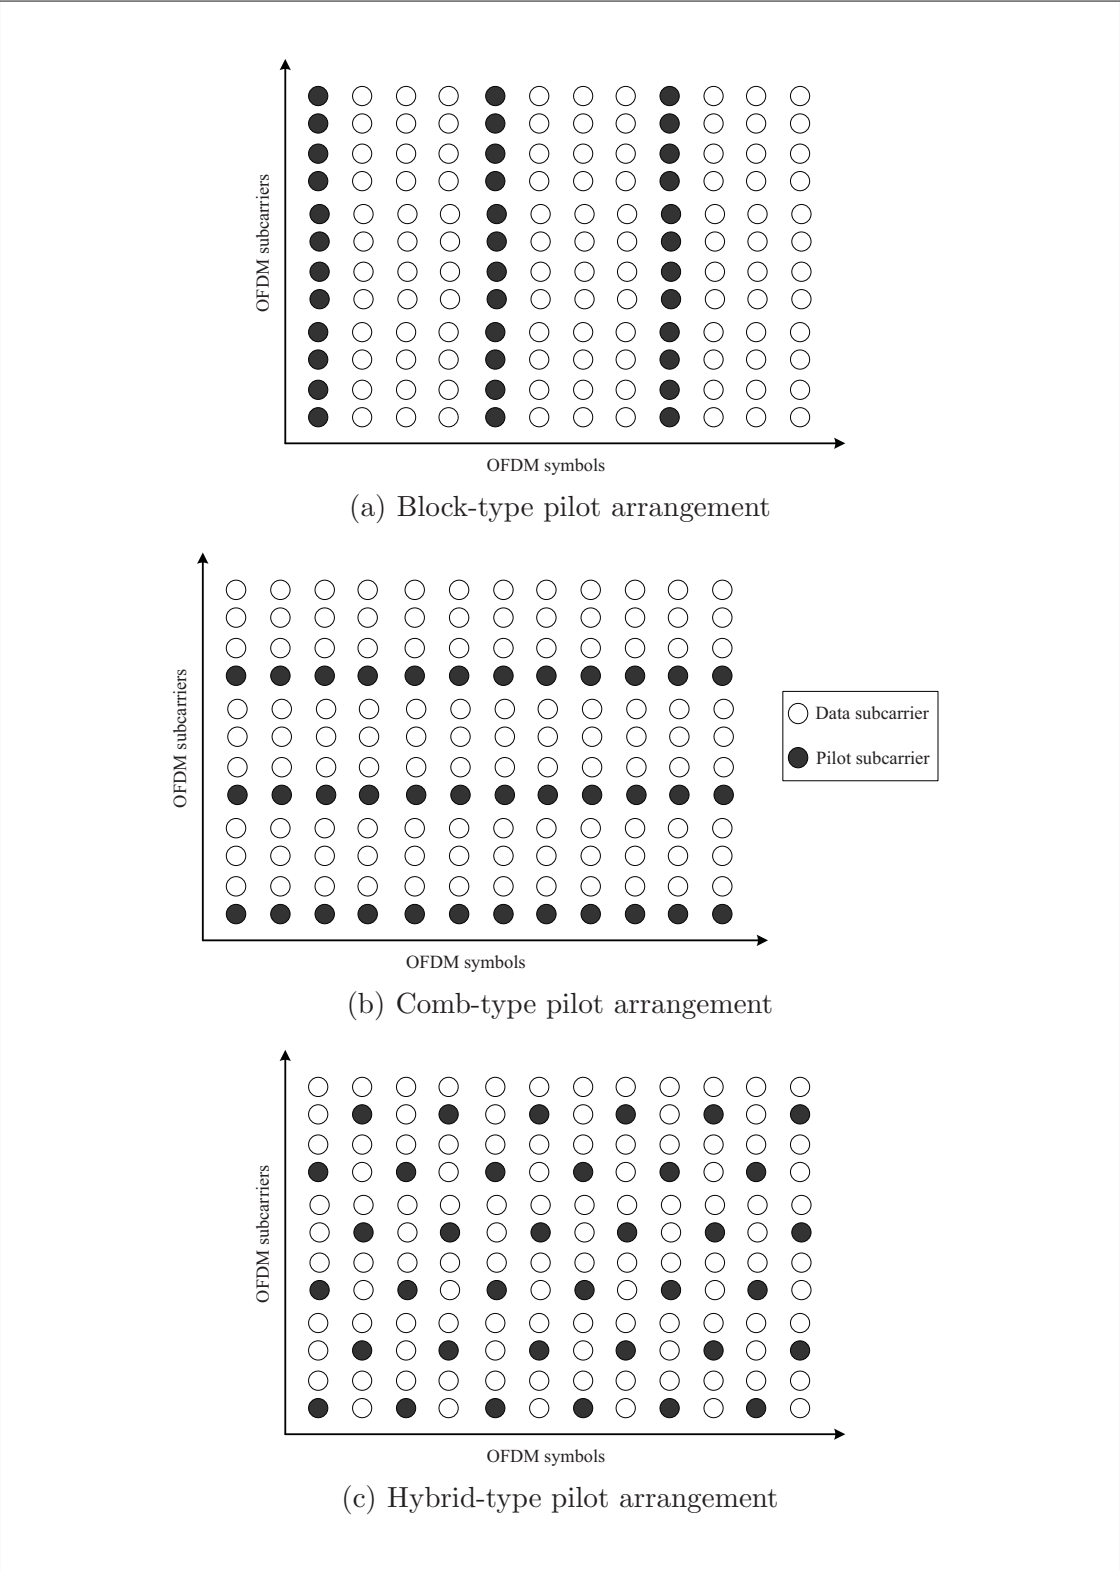 OFDM subcarriers
OFDM symbols
(a) Block-type pilot arrangement
OFDM subcarriers
Data subcarrier
Pilot subcarrier
OFDM symbols
(b) Comb-type pilot arrangement
OFDM subcarriers
OFDM symbols
(c) Hybrid-type pilot arrangement